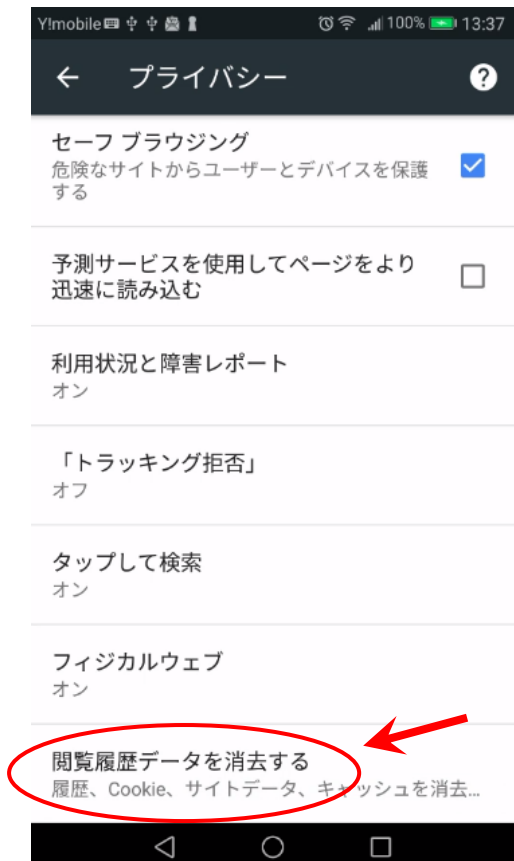 Y!mobile 100% 13:37
プライバシー
セーフ ブラウジング
危険なサイトからユーザーとデバイスを保護
する
予測サービスを使用してページをより
迅速に読み込む
利用状況と障害レポート
オン
「トラッキング拒否」
オフ
タップして検索
オン
フィジカルウェブ
オン
閲覧履歴データを消去する
履歴、Cookie、サイトデータ、キャッシュを消去...